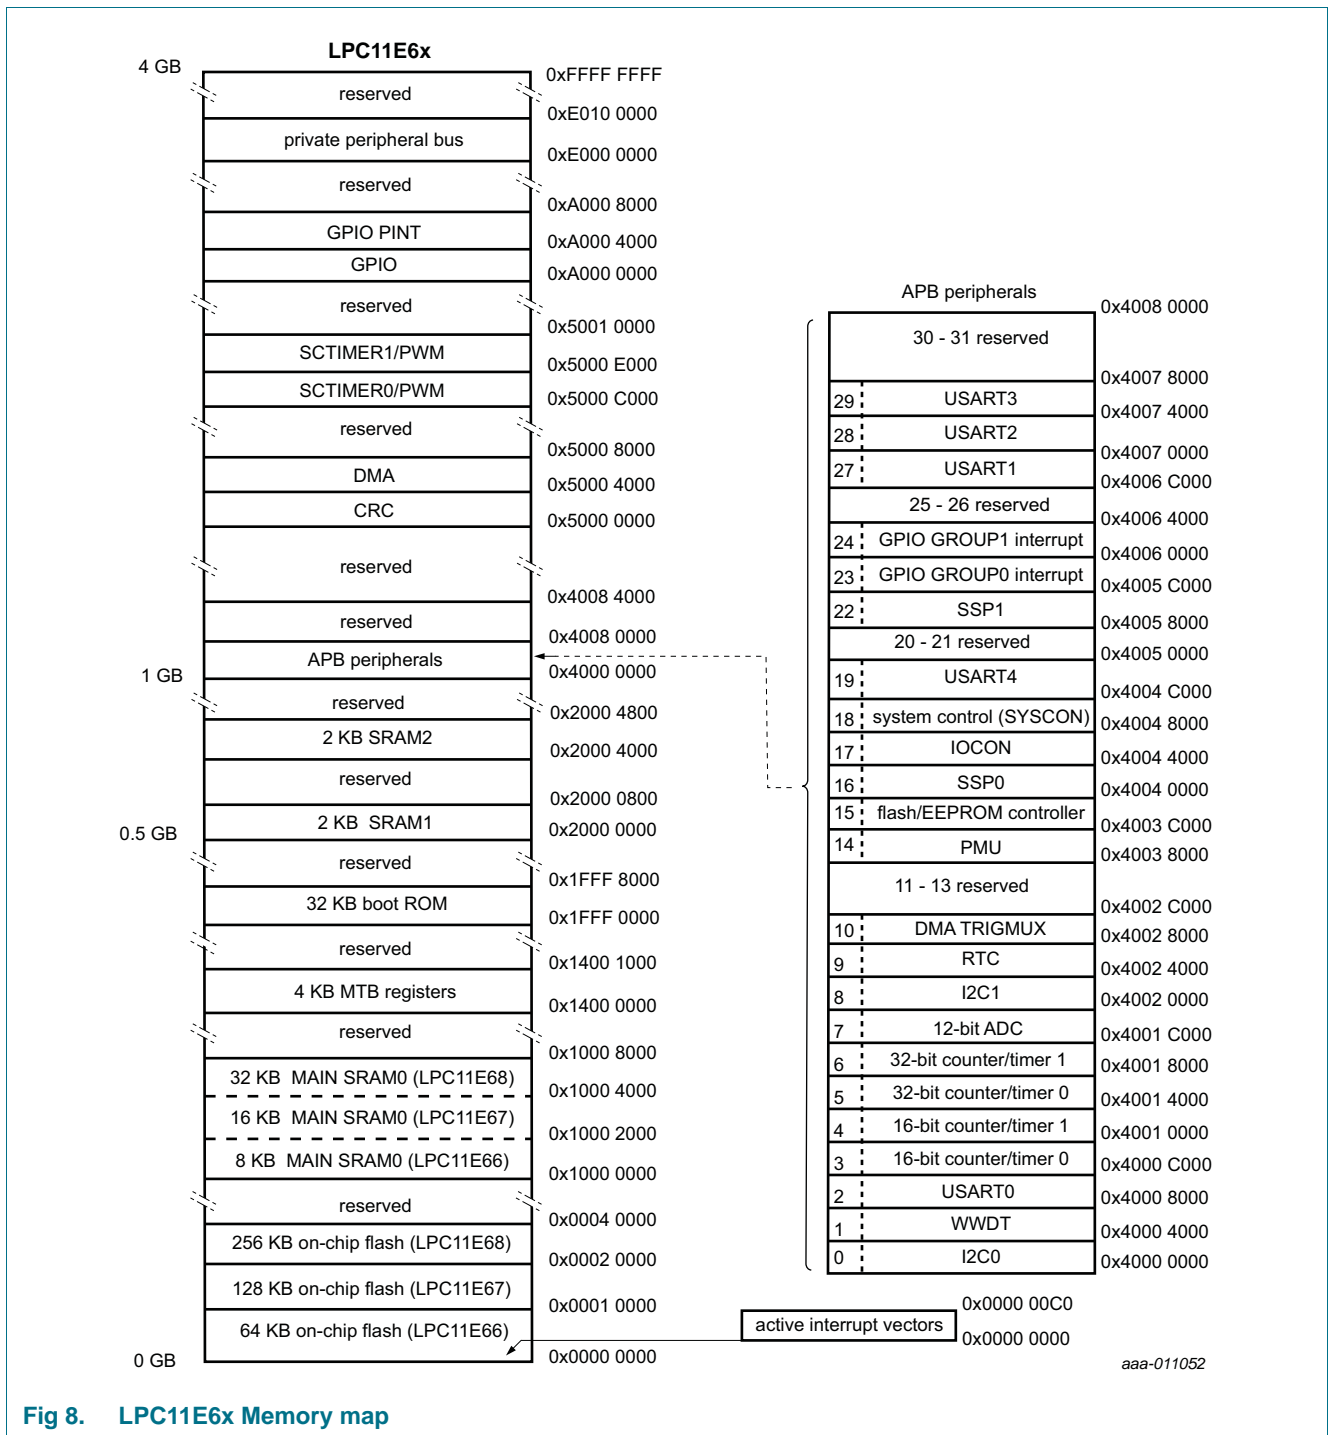 LPC11E6x
4 GB
0xFFFF FFFF
reserved
0xE010 0000
private peripheral bus
0xE000 0000
reserved
0xA000 8000
GPIO PINT
0xA000 4000
GPIO
0xA000 0000
reserved
0x5001 0000
SCTIMER1/PWM
0x5000 E000
SCTIMER0/PWM
0x5000 C000
reserved
0x5000 8000
DMA
0x5000 4000
CRC
0x5000 0000
reserved
0x4008 4000
reserved
0x4008 0000
APB peripherals
1 GB
0x4000 0000
reserved
0x2000 4800
2 KB SRAM2
0x2000 4000
reserved
0x2000 0800
2 KB SRAM1
0.5 GB
0x2000 0000
reserved
0x1FFF 8000
32 KB boot ROM
0x1FFF 0000
reserved
0x1400 1000
4 KB MTB registers
0x1400 0000
reserved
0x1000 8000
32 KB MAIN SRAM0 (LPC11E68)
0x1000 4000
16 KB MAIN SRAM0 (LPC11E67)
0x1000 2000
8 KB MAIN SRAM0 (LPC11E66)
0x1000 0000
reserved
0x0004 0000
256 KB on-chip flash (LPC11E68)
0x0002 0000
128 KB on-chip flash (LPC11E67)
0x0001 0000
64 KB on-chip flash (LPC11E66)
0 GB
0x0000 0000
APB peripherals
0x4008 0000
30 - 31 reserved
0x4007 8000
29 USART3
0x4007 4000
28 USART2
0x4007 0000
27 USART1
0x4006 C000
25 - 26 reserved
0x4006 4000
24 GPIO GROUP1 interrupt
0x4006 0000
23 GPIO GROUP0 interrupt
0x4005 C000
22 SSP1
0x4005 8000
20 - 21 reserved
0x4005 0000
19 USART4
0x4004 C000
18 system control (SYSCON)
0x4004 8000
17 IOCON
0x4004 4000
16 SSP0
0x4004 0000
15 flash/EEPROM controller
0x4003 C000
14 PMU
0x4003 8000
11 - 13 reserved
0x4002 C000
10 DMA TRIGMUX
0x4002 8000
9 RTC
0x4002 4000
8 I2C1
0x4002 0000
7 12-bit ADC
0x4001 C000
6 32-bit counter/timer 1
0x4001 8000
5 32-bit counter/timer 0
0x4001 4000
4 16-bit counter/timer 1
0x4001 0000
3 16-bit counter/timer 0
0x4000 C000
2 USART0
0x4000 8000
1 WWDT
0x4000 4000
0 I2C0
0x4000 0000
0x0000 00C0
active interrupt vectors
0x0000 0000
aaa-011052
Fig 8. LPC11E6x Memory map